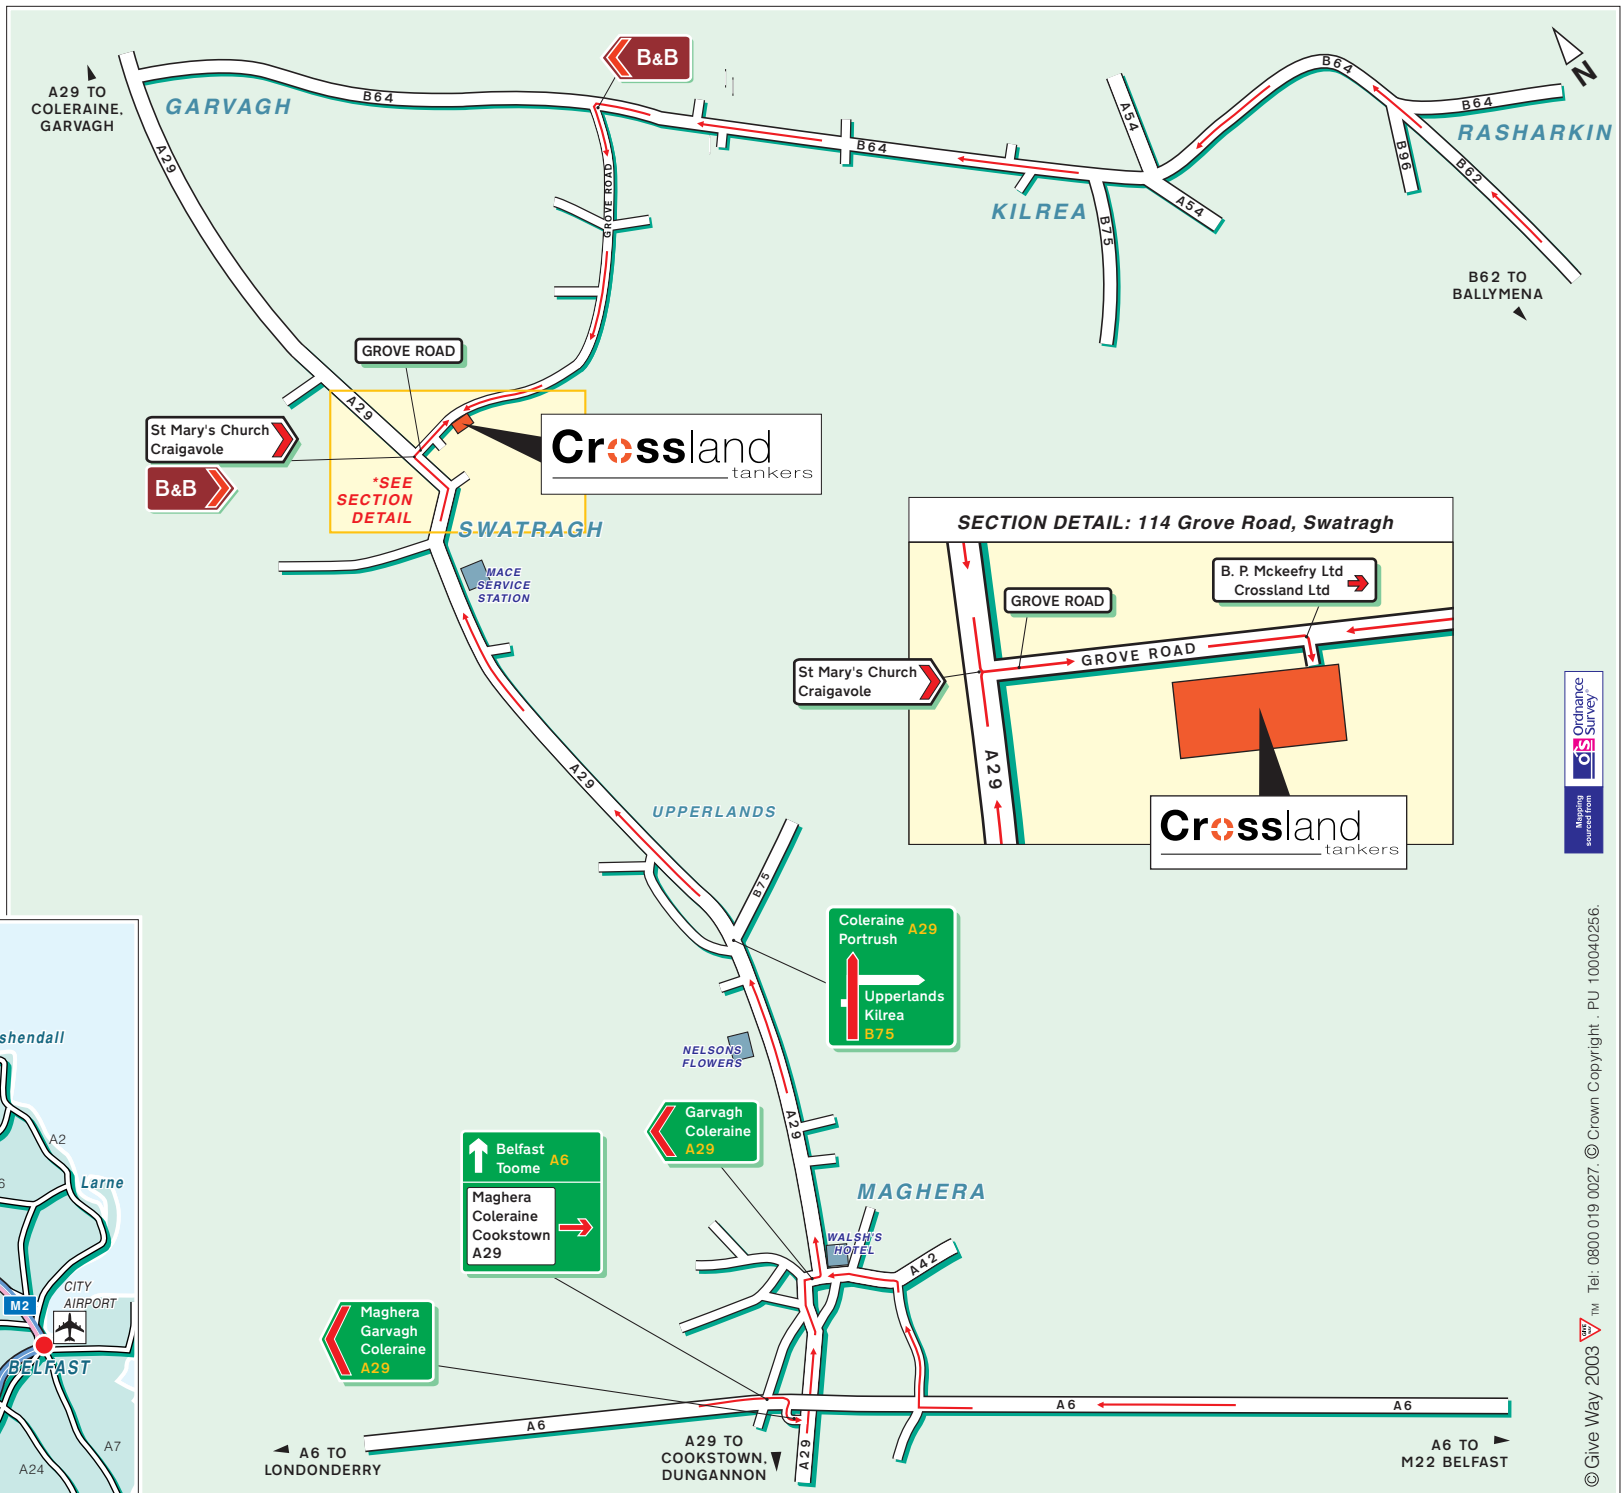 B&B
B64
B64
A29 TO
COLERAINE,
GARVAGH
GARVAGH
B64
A54
B64
RASHARKIN
N
A29
B64
B96
B62
GROVE ROAD
KILREA
A54
B75
B62 TO
BALLYMENA
GROVE ROAD
A29
St Mary's Church
Craigavole
B&B
*SEE
SECTION
DETAIL
Crossland
tankers
SWATRAGH
MACE
SERVICE
STATION
SECTION DETAIL: 114 Grove Road, Swatragh
B. P. Mckeefry Ltd
Crossland Ltd
GROVE ROAD
GROVE ROAD
St Mary's Church
Craigavole
A29
Crossland
tankers
Ordnance
Survey®
Mapping
sourced from
A29
UPPERLANDS
B75
Coleraine
Portrush
A29
Upperlands
Kilrea
B75
NELSONS
FLOWERS
A29
Garvagh
Coleraine
A29
Belfast
Toome
A6
Maghera
Coleraine
Cookstown
A29
MAGHERA
WALSH'S
HOTEL
A42
Maghera
Garvagh
Coleraine
A29
A6
A6
A6
A29
A6 TO
LONDONDERRY
A29 TO
COOKSTOWN,
DUNGANNON
A6 TO
M22 BELFAST
shendall
A2
6
Larne
CITY
AIRPORT
M2
BELFAST
A7
A24
© Give Way 2003 GIVE WAY TM Tel: 0800 019 0027. © Crown Copyright . PU 100040256.